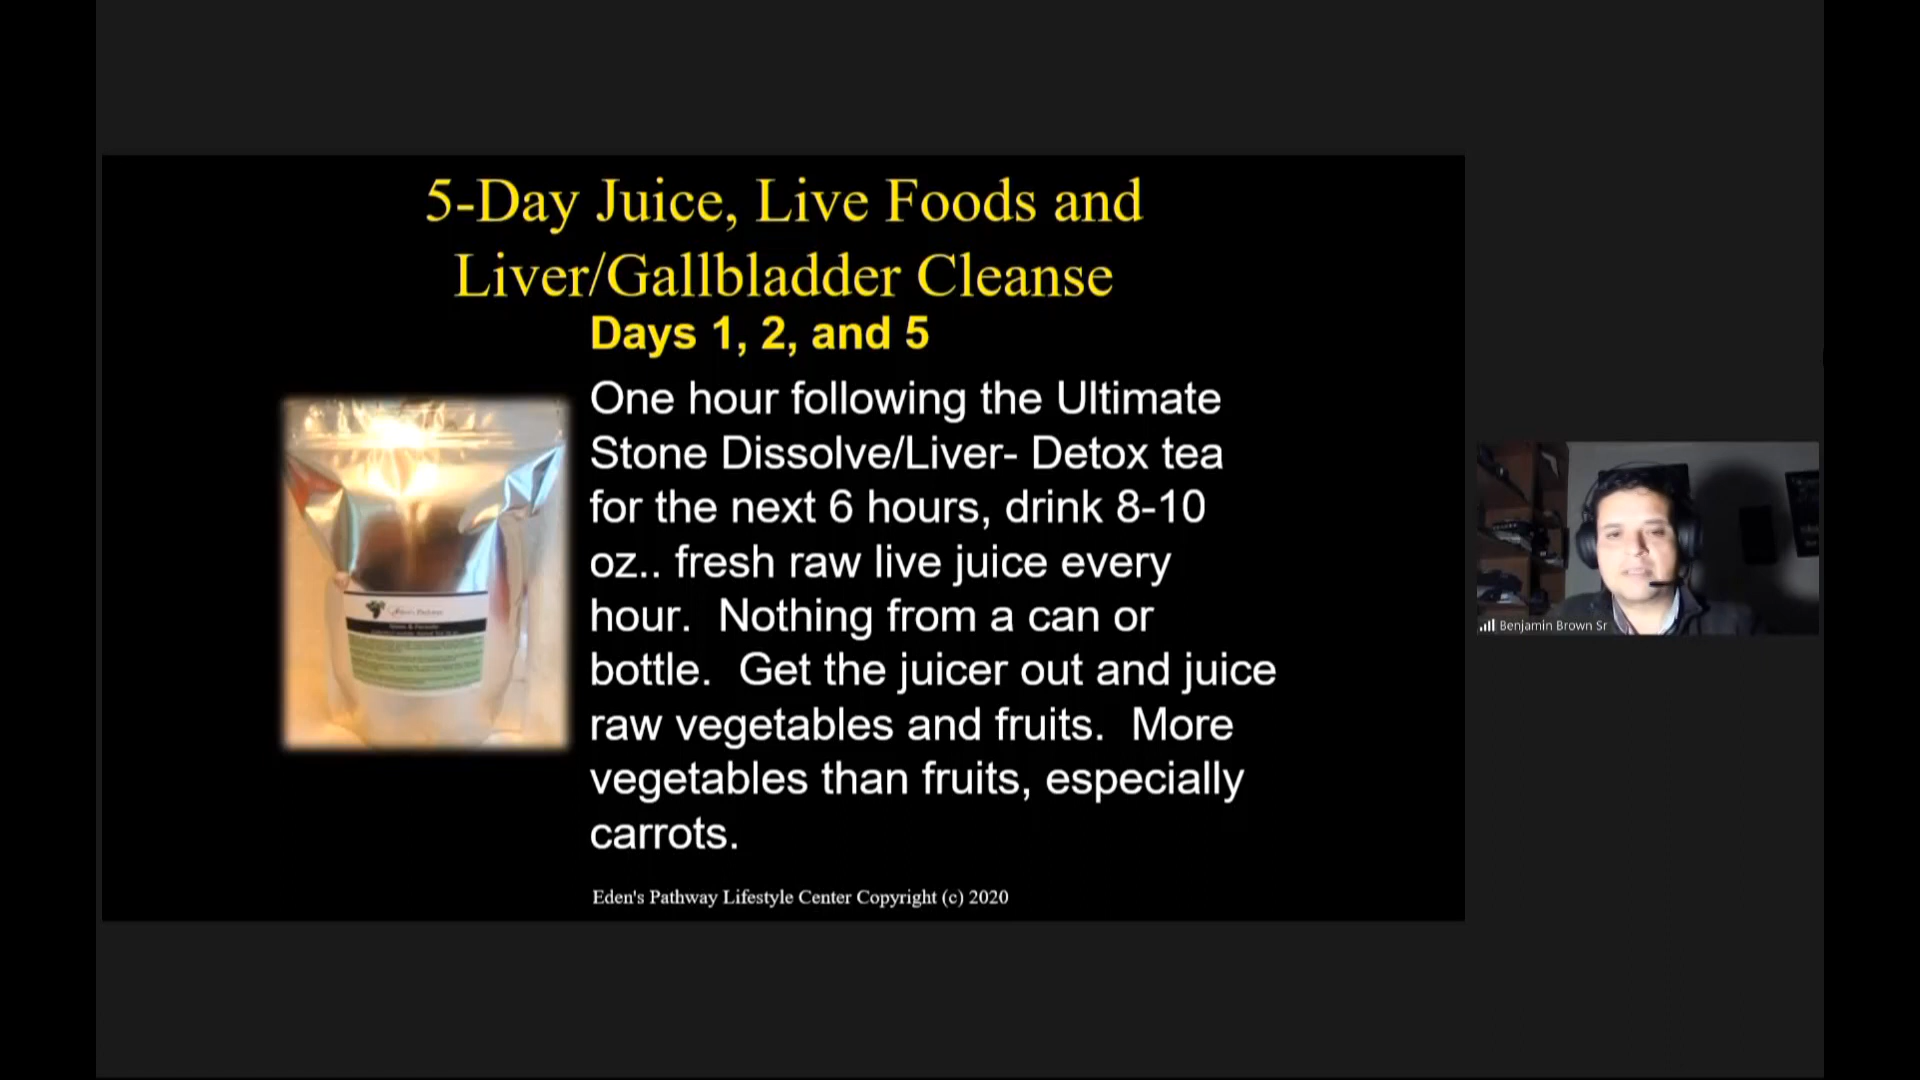 5-Day Juice, Live Foods and
Liver/Gallbladder Cleanse
Days 1, 2, and 5
One hour following the Ultimate
Stone Dissolve/Liver- Detox tea
for the next 6 hours, drink 8-10
oz.. fresh raw live juice every
hour.  Nothing from a can or
bottle.  Get the juicer out and juice
raw vegetables and fruits.  More
vegetables than fruits, especially
carrots.
Eden's Pathway Lifestyle Center Copyright (c) 2020
Benjamin Brown Sr